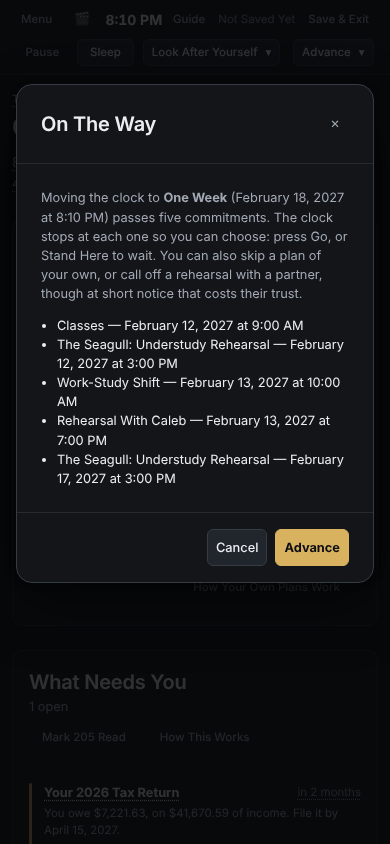 Menu 8:10 PM Guide Not Saved Yet Save & Exit
Pause Sleep Look After Yourself ▾ Advance ▾
On The Way ×
Moving the clock to One Week (February 18, 2027
at 8:10 PM) passes five commitments. The clock
stops at each one so you can choose: press Go, or
Stand Here to wait. You can also skip a plan of
your own, or call off a rehearsal with a partner,
though at short notice that costs their trust.
• Classes — February 12, 2027 at 9:00 AM
• The Seagull: Understudy Rehearsal — February
12, 2027 at 3:00 PM
• Work-Study Shift — February 13, 2027 at 10:00
AM
• Rehearsal With Caleb — February 13, 2027 at
7:00 PM
• The Seagull: Understudy Rehearsal — February
17, 2027 at 3:00 PM
Cancel Advance
How Your Own Plans Work
What Needs You
1 open
Mark 205 Read How This Works
Your 2026 Tax Return in 2 months
You owe $7,221.63, on $41,670.59 of income. File it by
April 15, 2027.